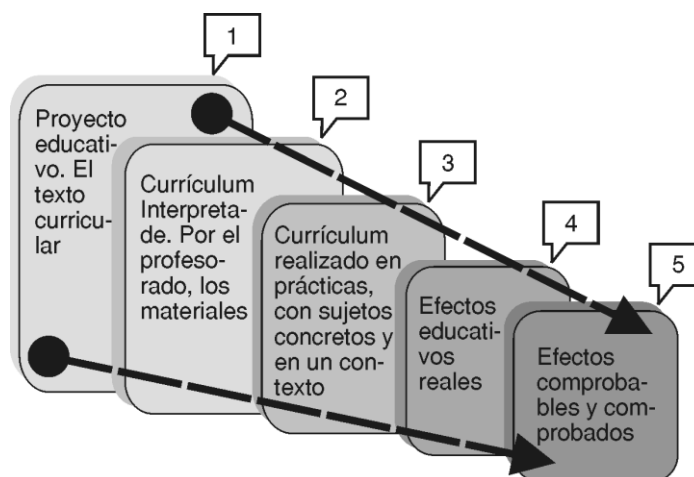 1
Proyecto
educati-
vo. El
texto
curricu-
lar
2
Currículum
Interpreta-
de. Por el
profeso-
rado, los
materiales
3
Currículum
realizado en
prácticas,
con sujetos
concretos y
en un con-
texto
4
Efectos
educat-
ivos
reales
5
Efectos
comproba-
bles y com-
probados